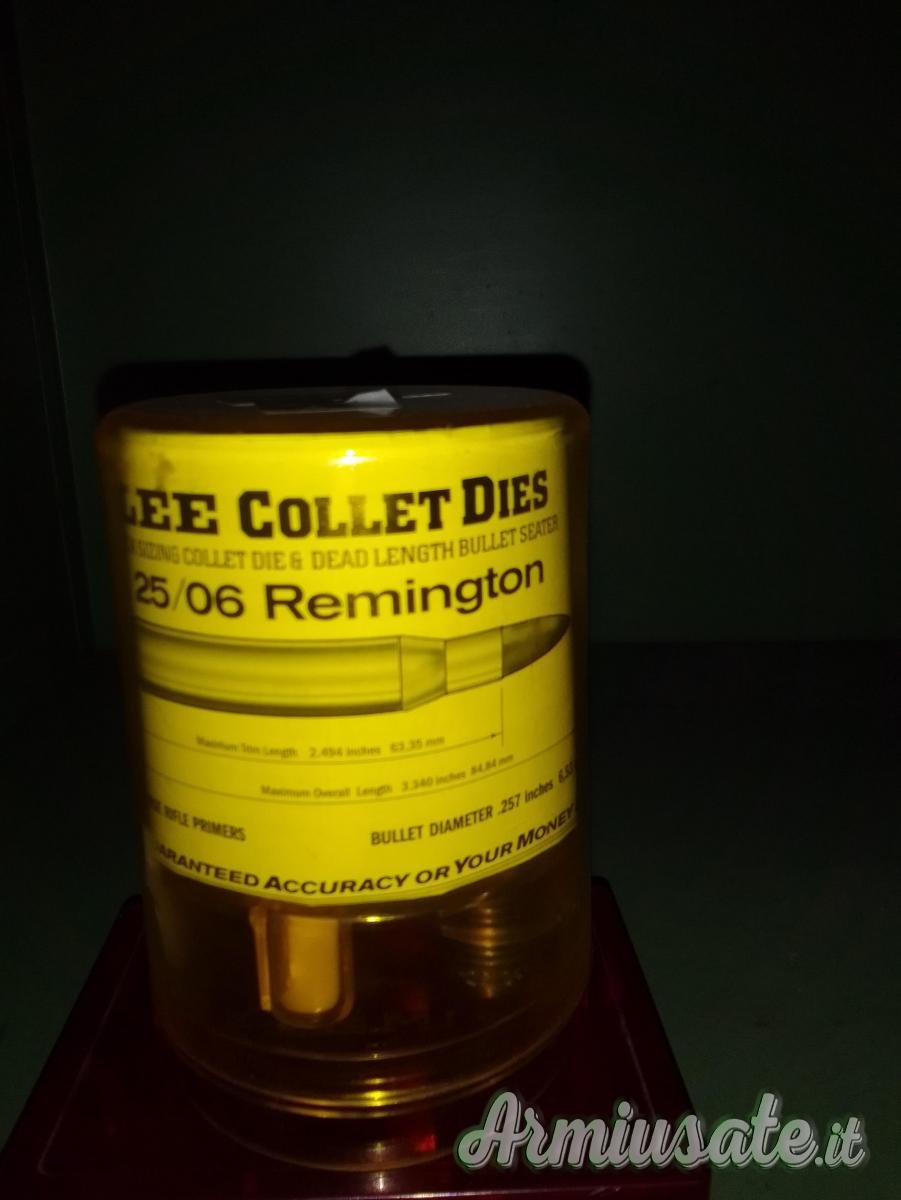 LEE COLLET DIES
SIZING COLLET DIE & DEAD LENGTH BULLET SEATER
25/06 Remington
Maximum Trim Length 2.494 inches 63,35 mm
Maximum Overall Length 3.340 inches 84,84 mm
RIFLE PRIMERS
BULLET DIAMETER .257 inches
GUARANTEED ACCURACY OR YOUR MONEY
Armiusate.it